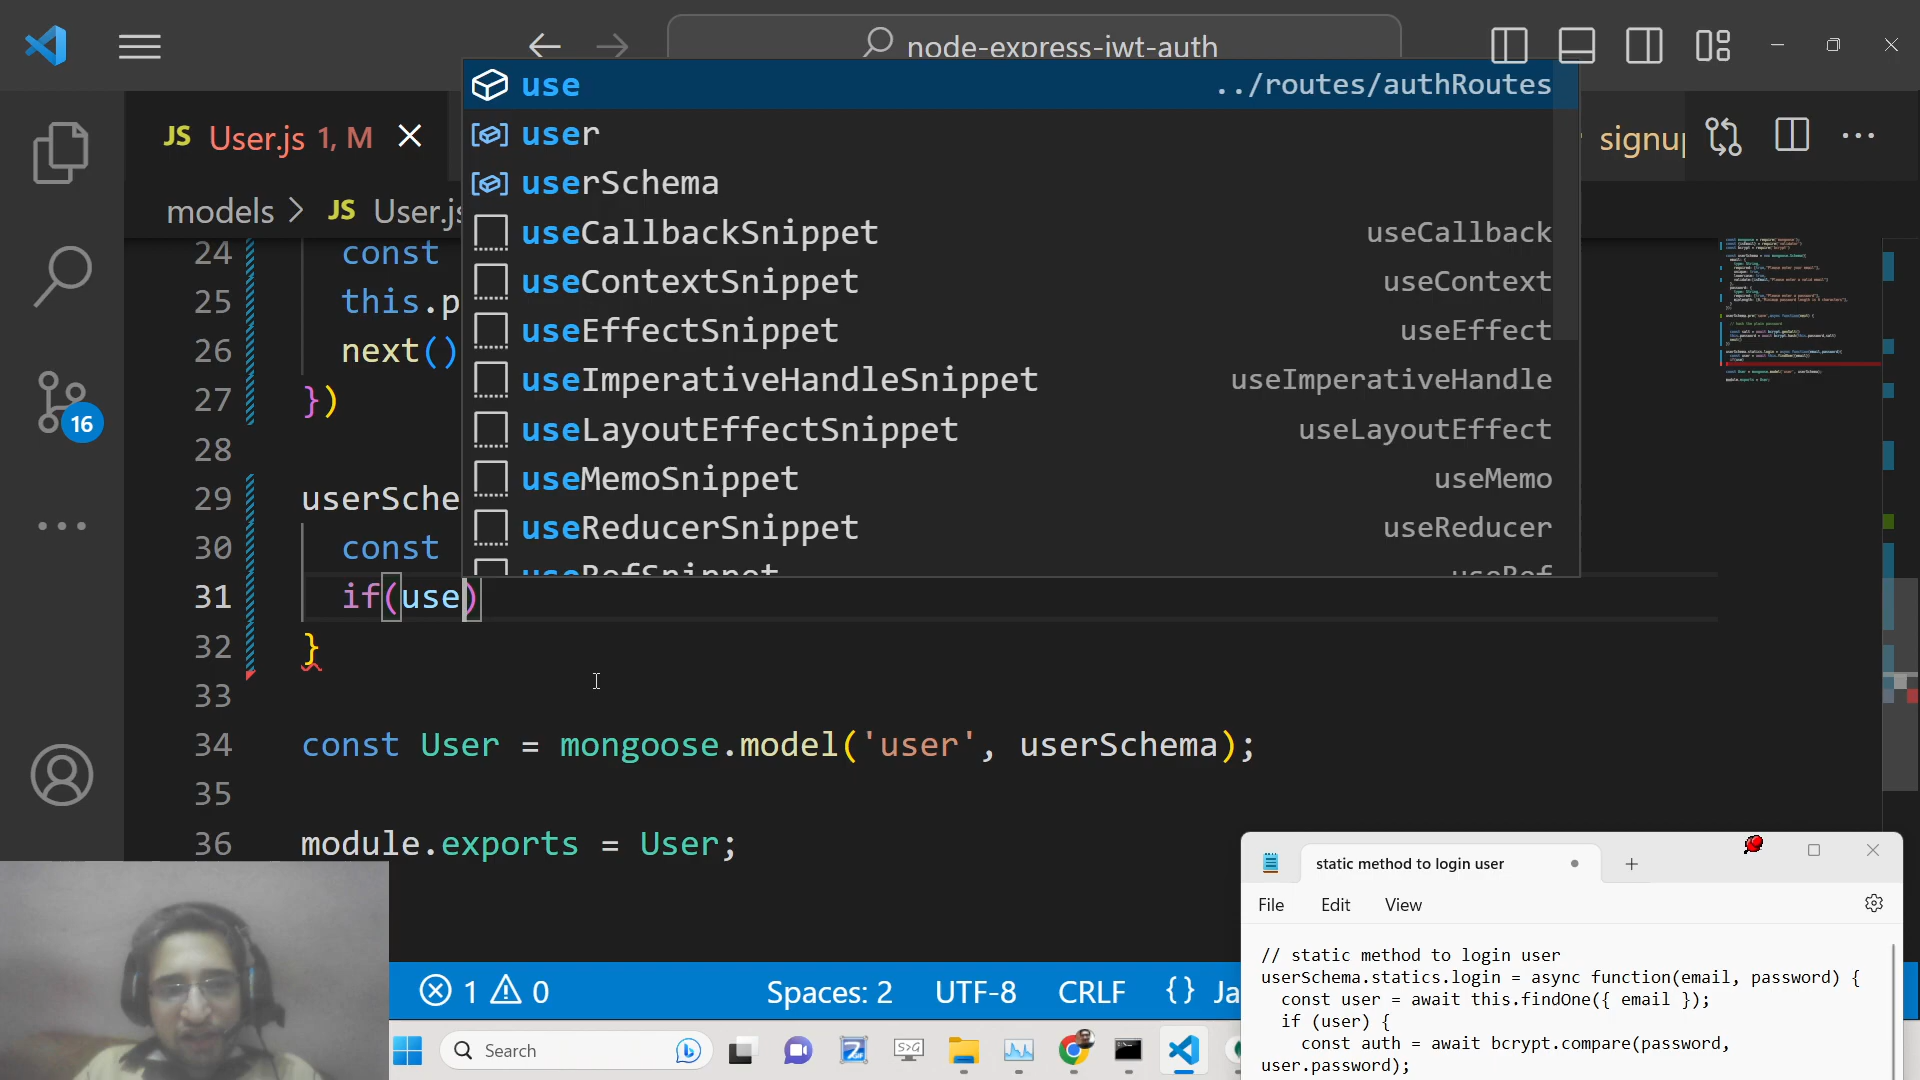 node-express-jwt-auth
JS User.js 1, M
signup
models > JS User.js
use ../routes/authRoutes
user
userSchema
useCallbackSnippet useCallback
useContextSnippet useContext
useEffectSnippet useEffect
useImperativeHandleSnippet useImperativeHandle
useLayoutEffectSnippet useLayoutEffect
useMemoSnippet useMemo
useReducerSnippet useReducer
useRefSnippet useRef
24 const
25 this.p
26 next()
27 })
28
29 userSche
30 const
31 if(use)
32 }
33
34 const User = mongoose.model('user', userSchema);
35
36 module.exports = User;
16
1 0
Spaces: 2 UTF-8 CRLF {} Ja
Search
static method to login user
File Edit View
// static method to login user
userSchema.statics.login = async function(email, password) {
const user = await this.findOne({ email });
if (user) {
const auth = await bcrypt.compare(password,
user.password);